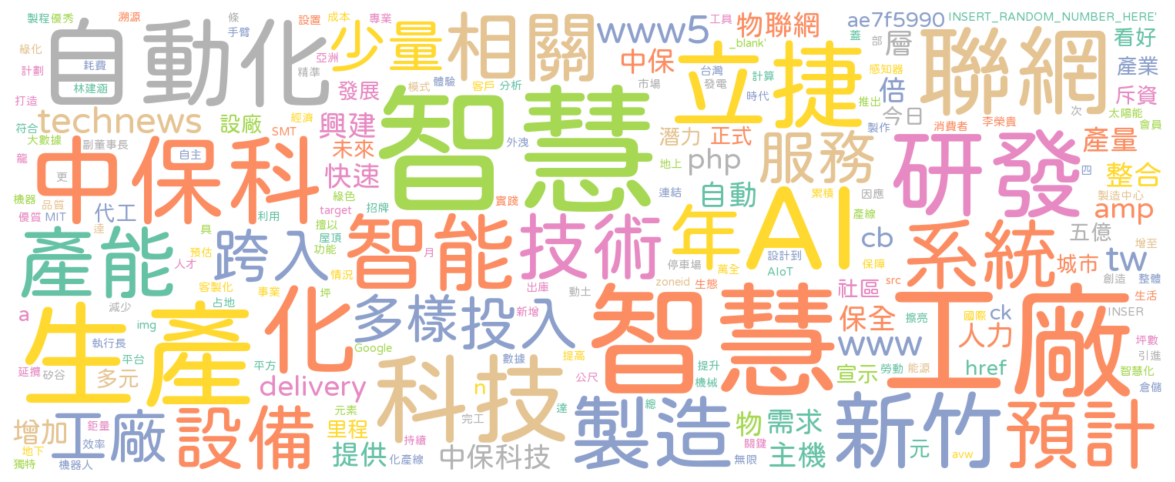 製程優秀
溯源
條
設置
成本
專業
www5
工具
物聯網
ae7f5990
INSERT_RANDOM_NUMBER_HERE'
自動化
手臂
少量
相關
_blank'
蓋
部
層
聯網
看好
綠化
計劃
耗費
亞洲
精準
中保
立捷
感知器
產業
林建涵
發展
模式
體驗
客戶
分析
市場
台灣
發電
計算
時代
推出
倍
斥資
打造
technews
經濟
智慧
今日
太陽能
次
符合
設廠
興建
外洩
潛力
正式
製作
消費者
李榮貴
會員
大數據
副董事長
SMT
未來
服務
研發
產量
龍
中保科
自主
快速
地上
php
四
整合
更
綠色
實踐
連結
自動
累積
因應
產線
製造中心
機器
品質
代工
利用
target
招牌
amp
優質
MIT
達
員
擅以
智能
技術
年AI
系統
五億
增至
產能
跨入
屋頂
功能
設計到
cb
tw
預估
月
停車場
萬全
AIoT
保障
城市
整體
人才
客製化
情況
zoneid
生態
社區
src
創造
生活
減少
占地
事業
坪
出庫
動土
a
生產
化
多樣
投入
新增
智慧
工廠
保全
擦亮
國際
ck
INSER
img
執行長
人力
坪數
平台
Google
數據
提高
提升
www
引進
延攬
矽谷
多元
平方
科技
公尺
機械
宣示
勞動
能源
href
智慧化
delivery
n
倉儲
增加
工廠
鉅量
設備
元素
里程
達
製造
總
物
需求
新竹
預計
完工
效率
關鍵
元
地下
提供
持續
中保科技
無限
主機
avw
獨特
機器人
化產線